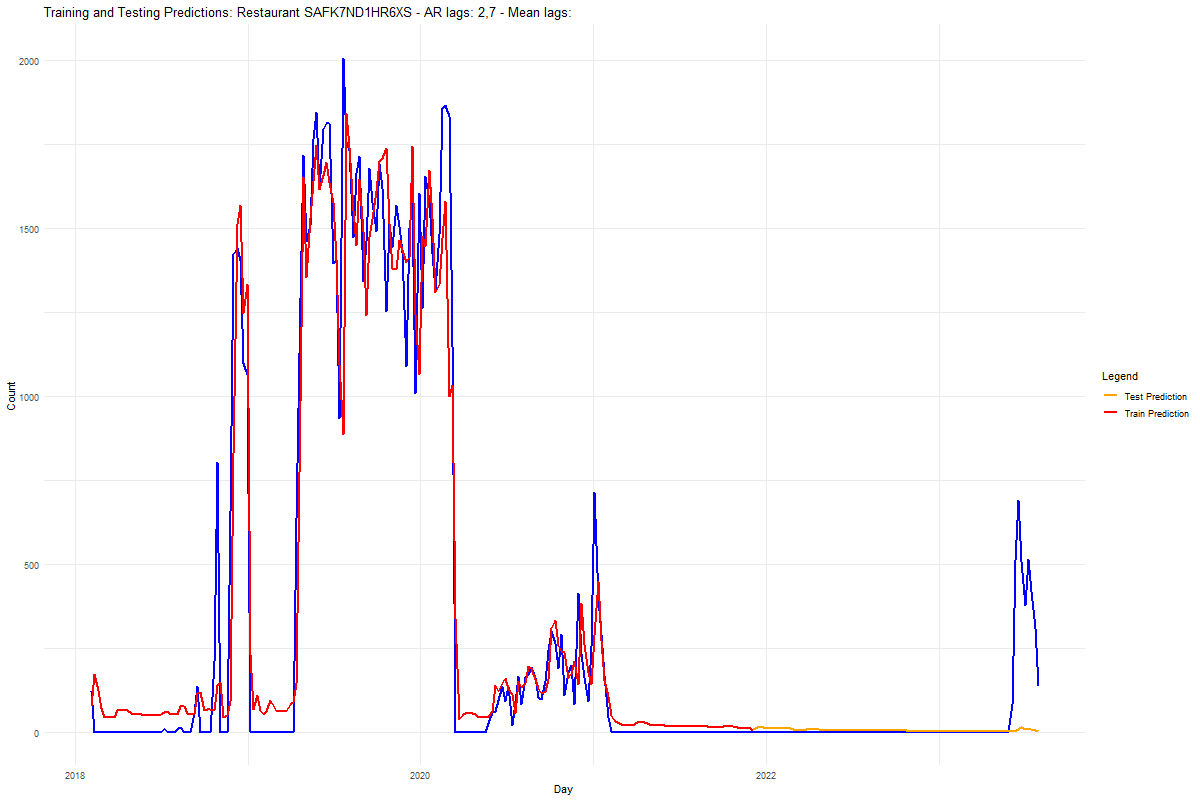 Training and Testing Predictions: Restaurant SAFK7ND1HR6XS - AR lags: 2,7 - Mean lags:
2000
1500
1000
500
0
Count
2018
2020
2022
Day
Legend
Test Prediction
Train Prediction